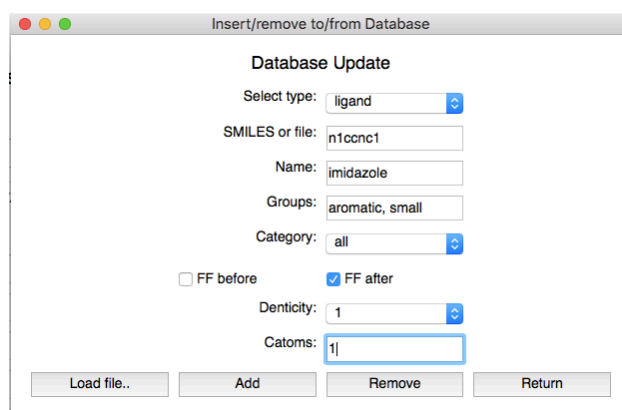 Insert/remove to/from Database
Database Update
Select type: ligand
SMILES or file: n1ccnc1
Name: imidazole
Groups: aromatic, small
Category: all
FF before FF after
Denticity: 1
Catoms: 1
Load file.. Add Remove Return